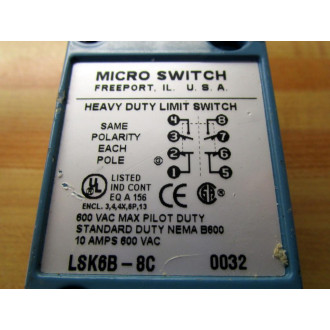 MICRO SWITCH
FREEPORT, IL. U.S.A.
HEAVY DUTY LIMIT SWITCH
SAME
POLARITY
EACH
POLE
4 8
3 7
1 5
2 6
UL LISTED
IND CONT
EQ A 156
ENCL. 3,4,4X,6P,13
CE
600 VAC MAX PILOT DUTY
STANDARD DUTY NEMA B600
10 AMPS 600 VAC
LSK6B-8C 0032